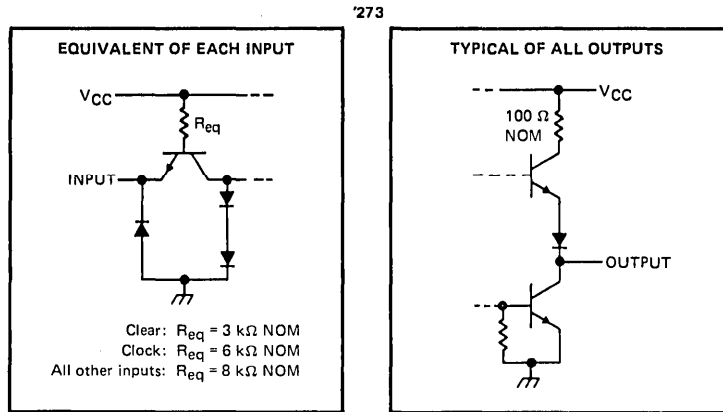 '273
EQUIVALENT OF EACH INPUT
VCC
Req
INPUT
Clear: Req = 3 kΩ NOM
Clock: Req = 6 kΩ NOM
All other inputs: Req = 8 kΩ NOM
TYPICAL OF ALL OUTPUTS
VCC
100 Ω
NOM
OUTPUT